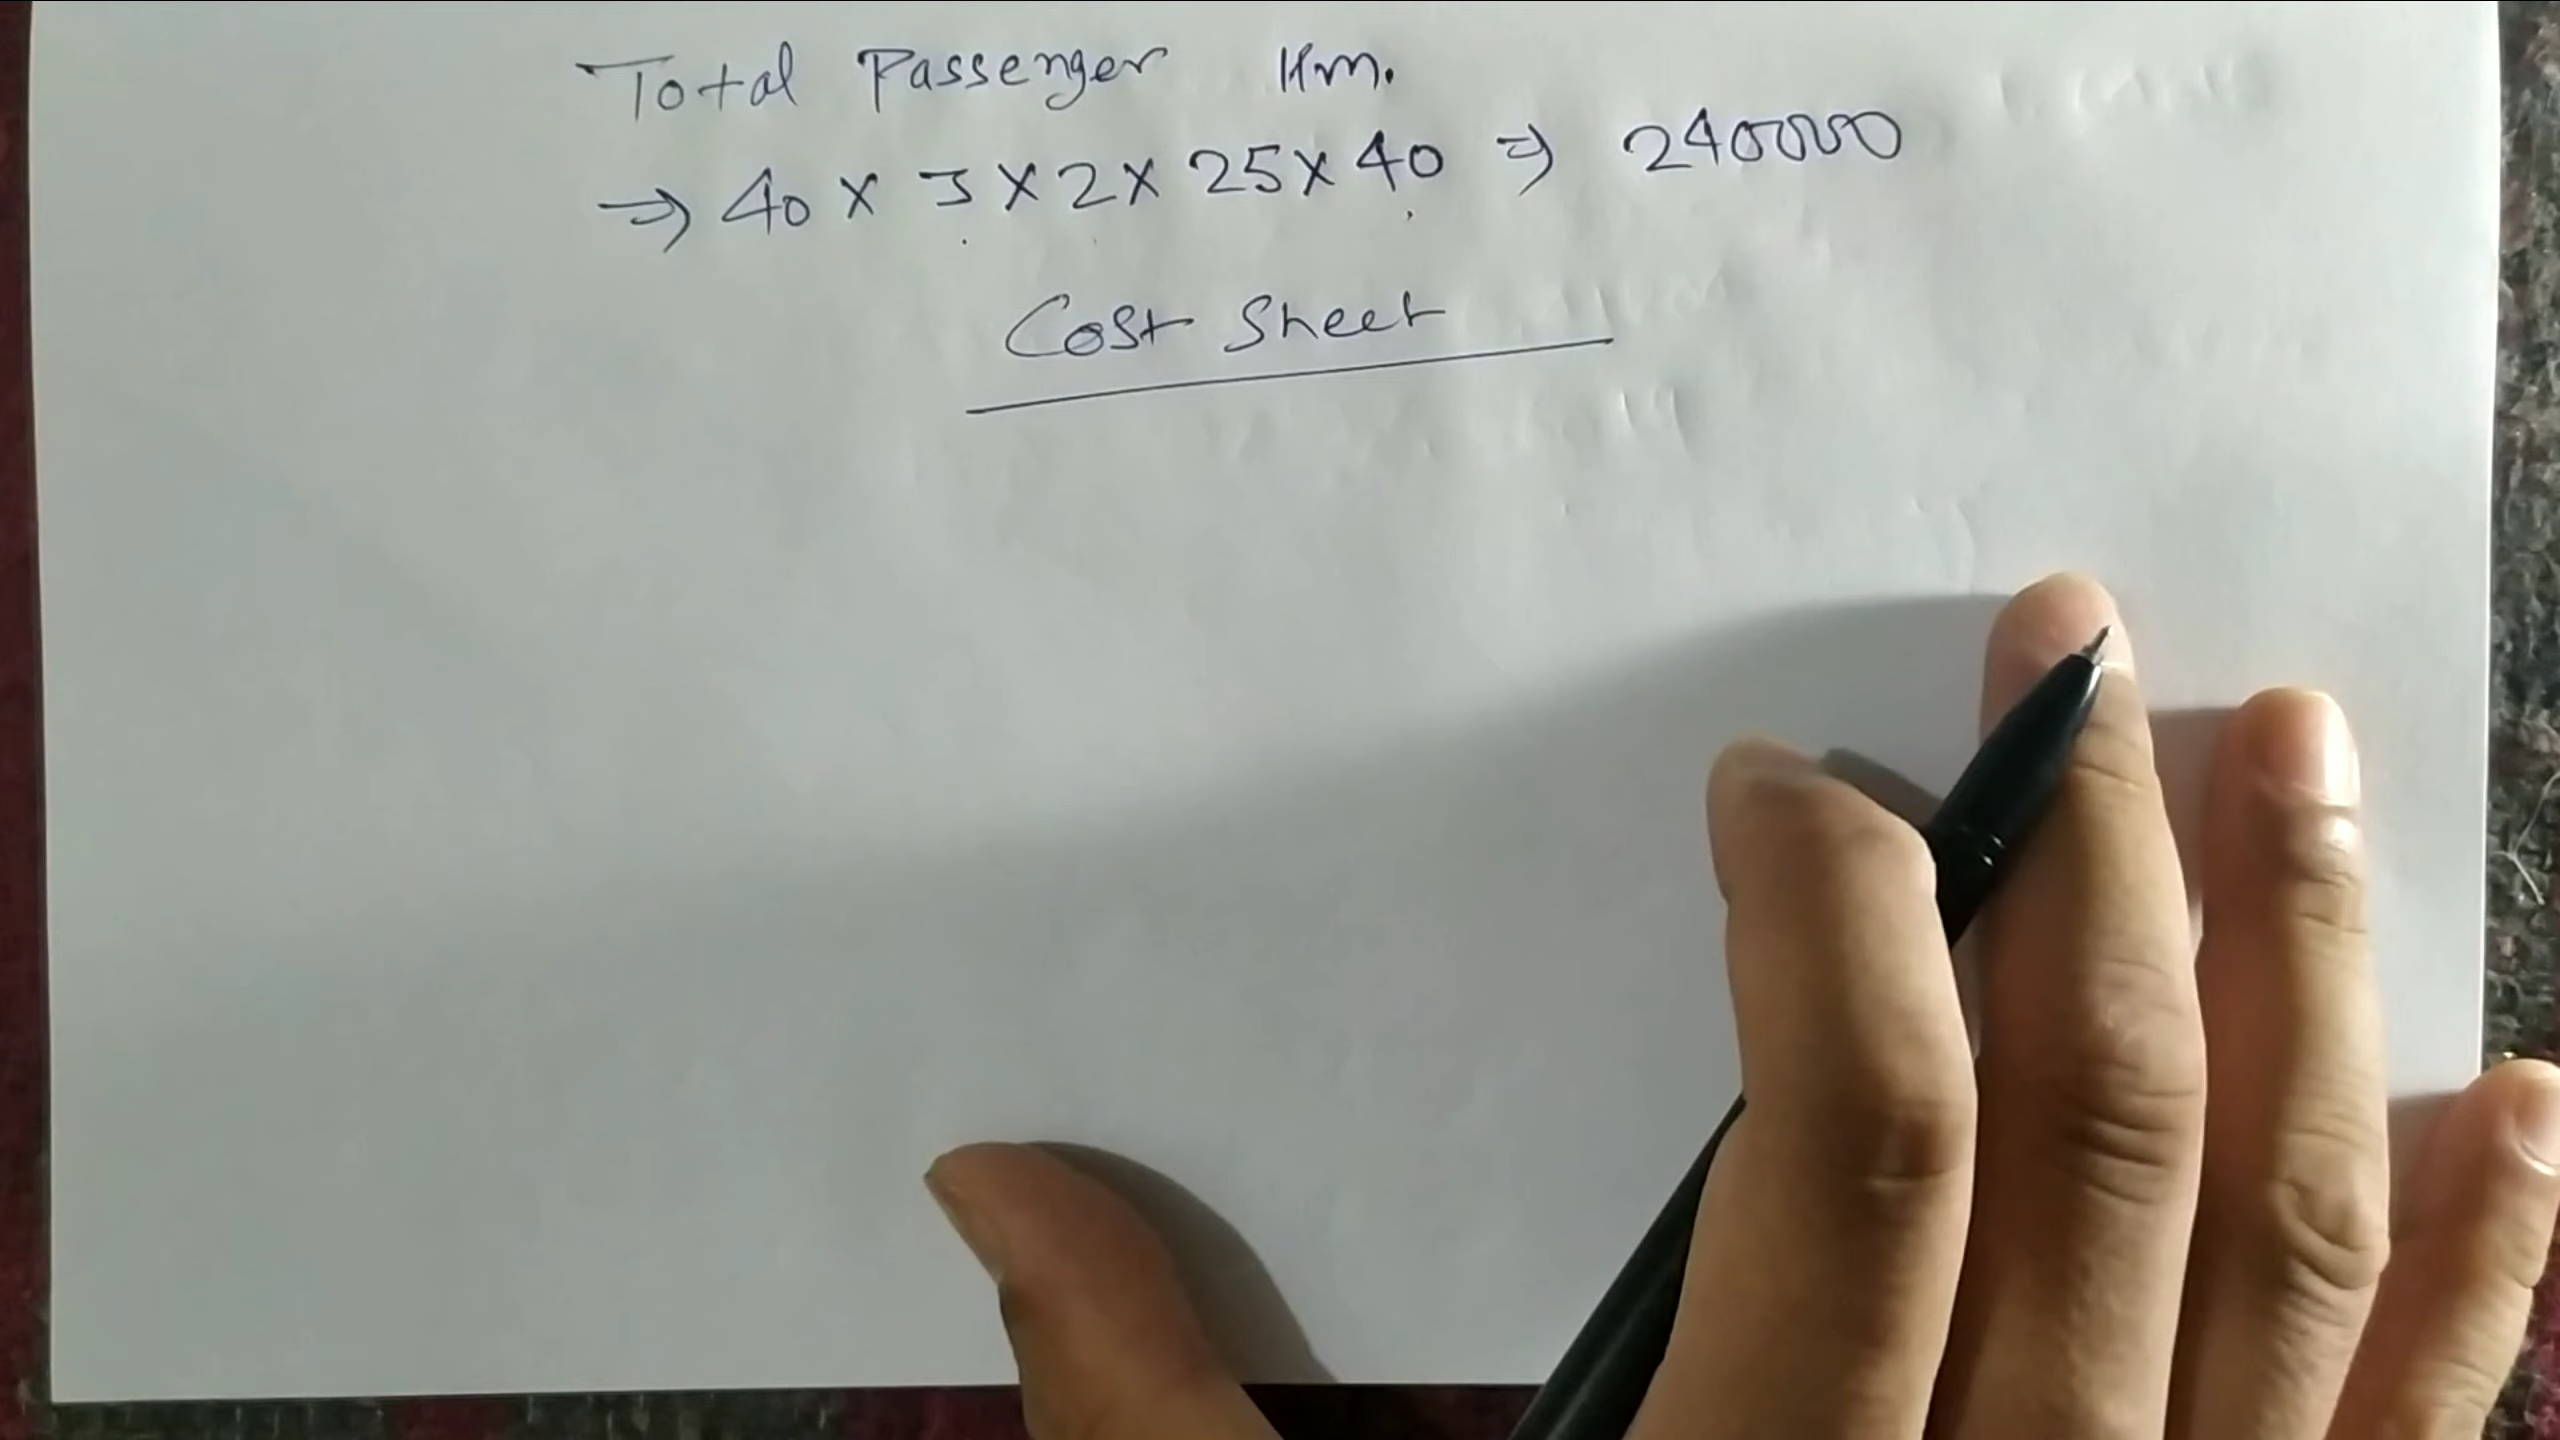 Total Passenger Km.
⇒ 40 × 3 × 2 × 25 × 40 ⇒ 240000
Cost Sheet